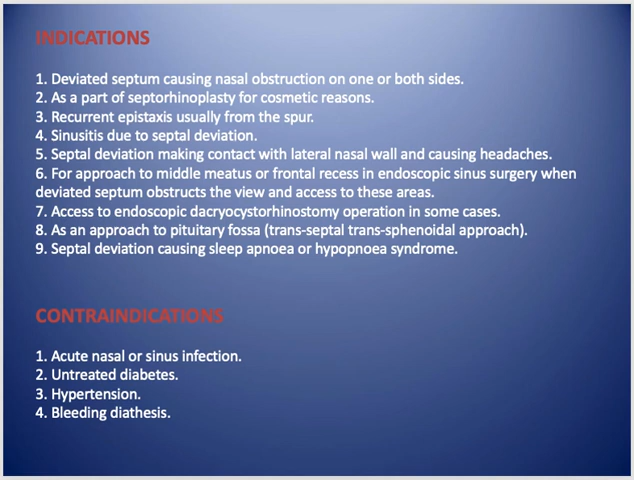 INDICATIONS
1. Deviated septum causing nasal obstruction on one or both sides.
2. As a part of septorhinoplasty for cosmetic reasons.
3. Recurrent epistaxis usually from the spur.
4. Sinusitis due to septal deviation.
5. Septal deviation making contact with lateral nasal wall and causing headaches.
6. For approach to middle meatus or frontal recess in endoscopic sinus surgery when
deviated septum obstructs the view and access to these areas.
7. Access to endoscopic dacryocystorhinostomy operation in some cases.
8. As an approach to pituitary fossa (trans-septal trans-sphenoidal approach).
9. Septal deviation causing sleep apnoea or hypopnoea syndrome.
CONTRAINDICATIONS
1. Acute nasal or sinus infection.
2. Untreated diabetes.
3. Hypertension.
4. Bleeding diathesis.